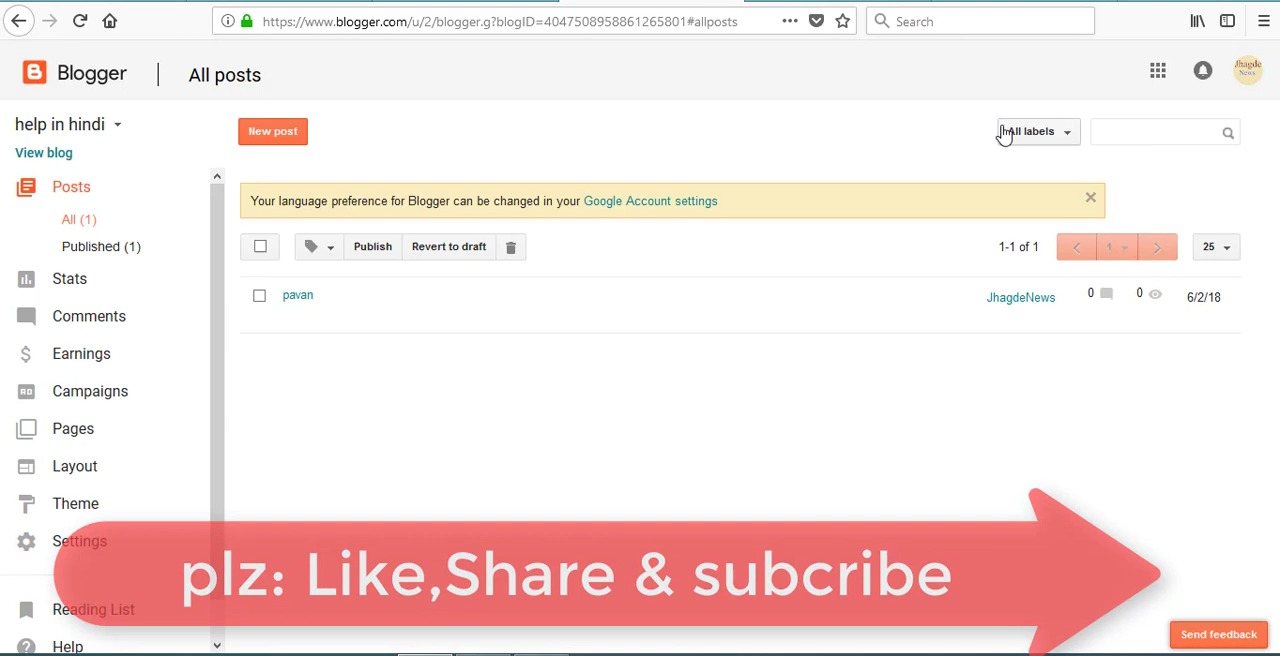 https://www.blogger.com/u/2/blogger.g?blogID=4047508958861265801#allposts
Search
Blogger
All posts
Jhagde
News
help in hindi
New post
All labels
View blog
Posts
Your language preference for Blogger can be changed in your Google Account settings
All (1)
Published (1)
Publish
Revert to draft
1-1 of 1
1
25
Stats
pavan
JhagdeNews
0
0
6/2/18
Comments
Earnings
Campaigns
Pages
Layout
Theme
Settings
plz: Like,Share & subcribe
Reading List
Send feedback
Help